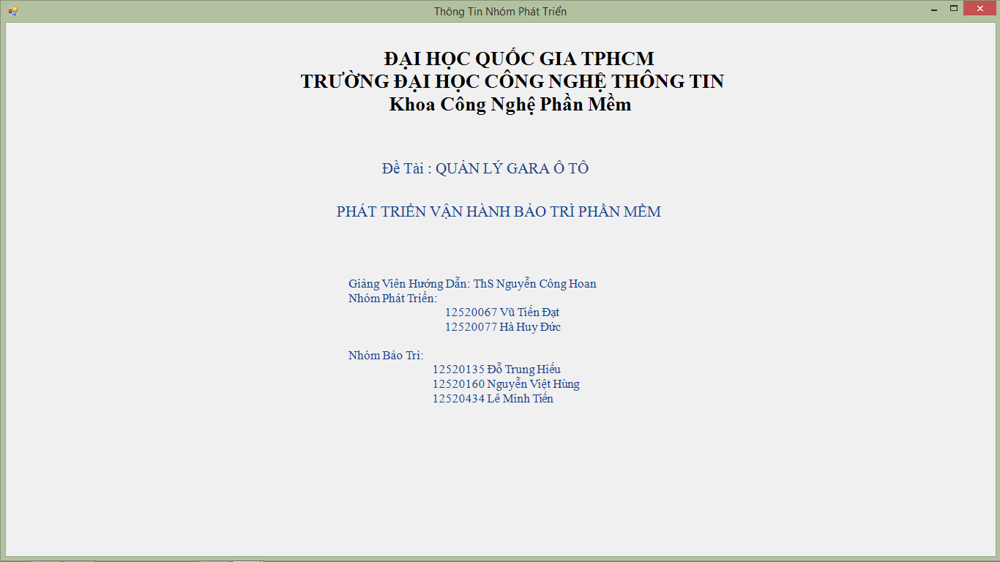 Thông Tin Nhóm Phát Triển
ĐẠI HỌC QUỐC GIA TPHCM
TRƯỜNG ĐẠI HỌC CÔNG NGHỆ THÔNG TIN
Khoa Công Nghệ Phần Mềm
Đề Tài : QUẢN LÝ GARA Ô TÔ
PHÁT TRIỂN VẬN HÀNH BẢO TRÌ PHẦN MỀM
Giảng Viên Hướng Dẫn: ThS Nguyễn Công Hoan
Nhóm Phát Triển:
12520067 Vũ Tiến Đạt
12520077 Hà Huy Đức
Nhóm Bảo Trì:
12520135 Đỗ Trung Hiếu
12520160 Nguyễn Việt Hùng
12520434 Lê Minh Tiến